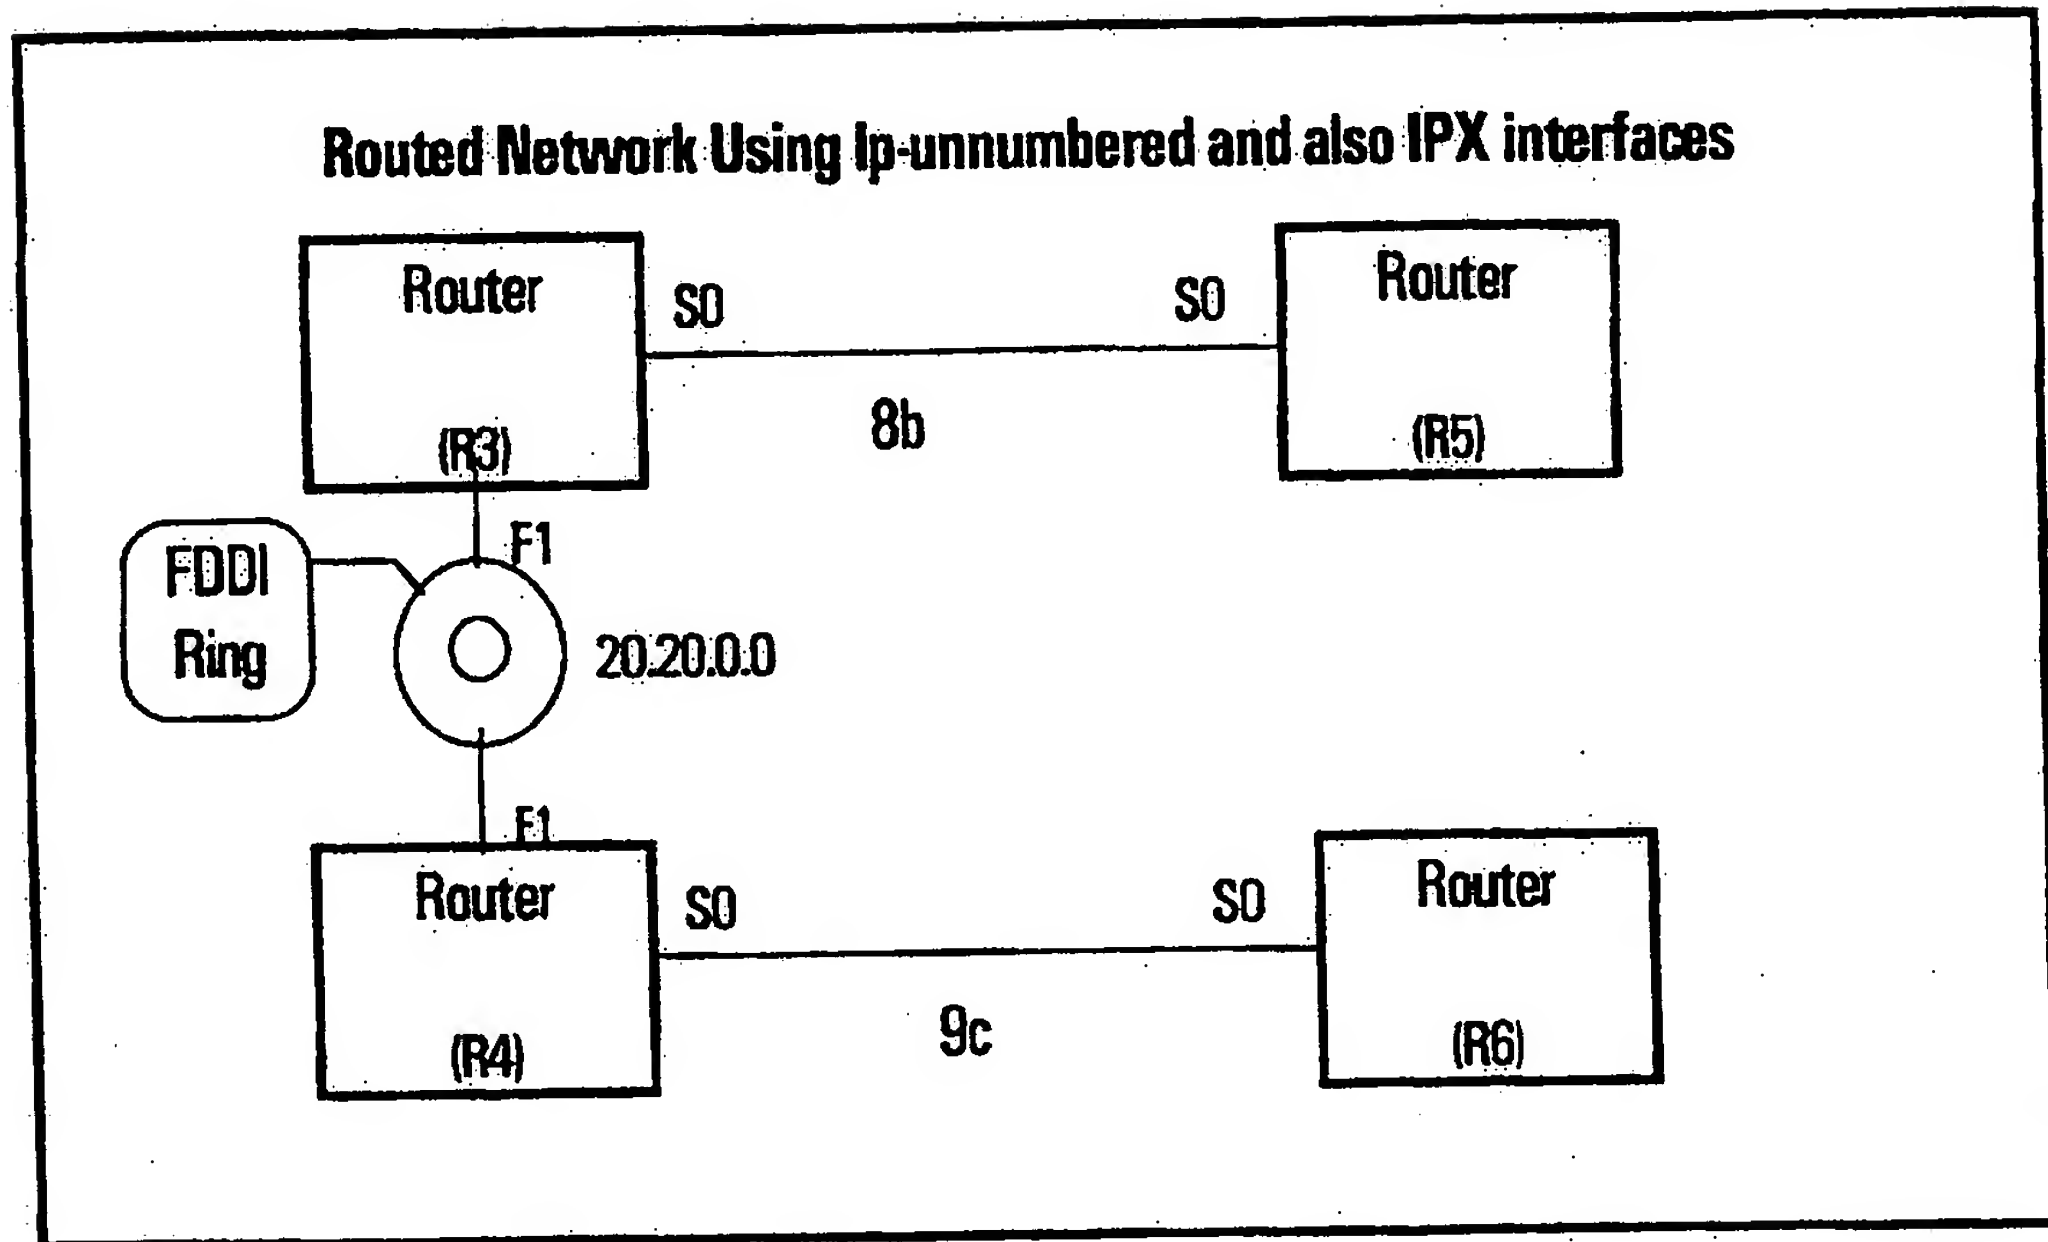 Routed Network Using Ip-unnumbered and also IPX interfaces
Router
S0
S0
Router
8b
(R3)
(R5)
F1
FDDI
Ring
20.20.0.0
F1
Router
S0
S0
Router
9c
(R4)
(R6)